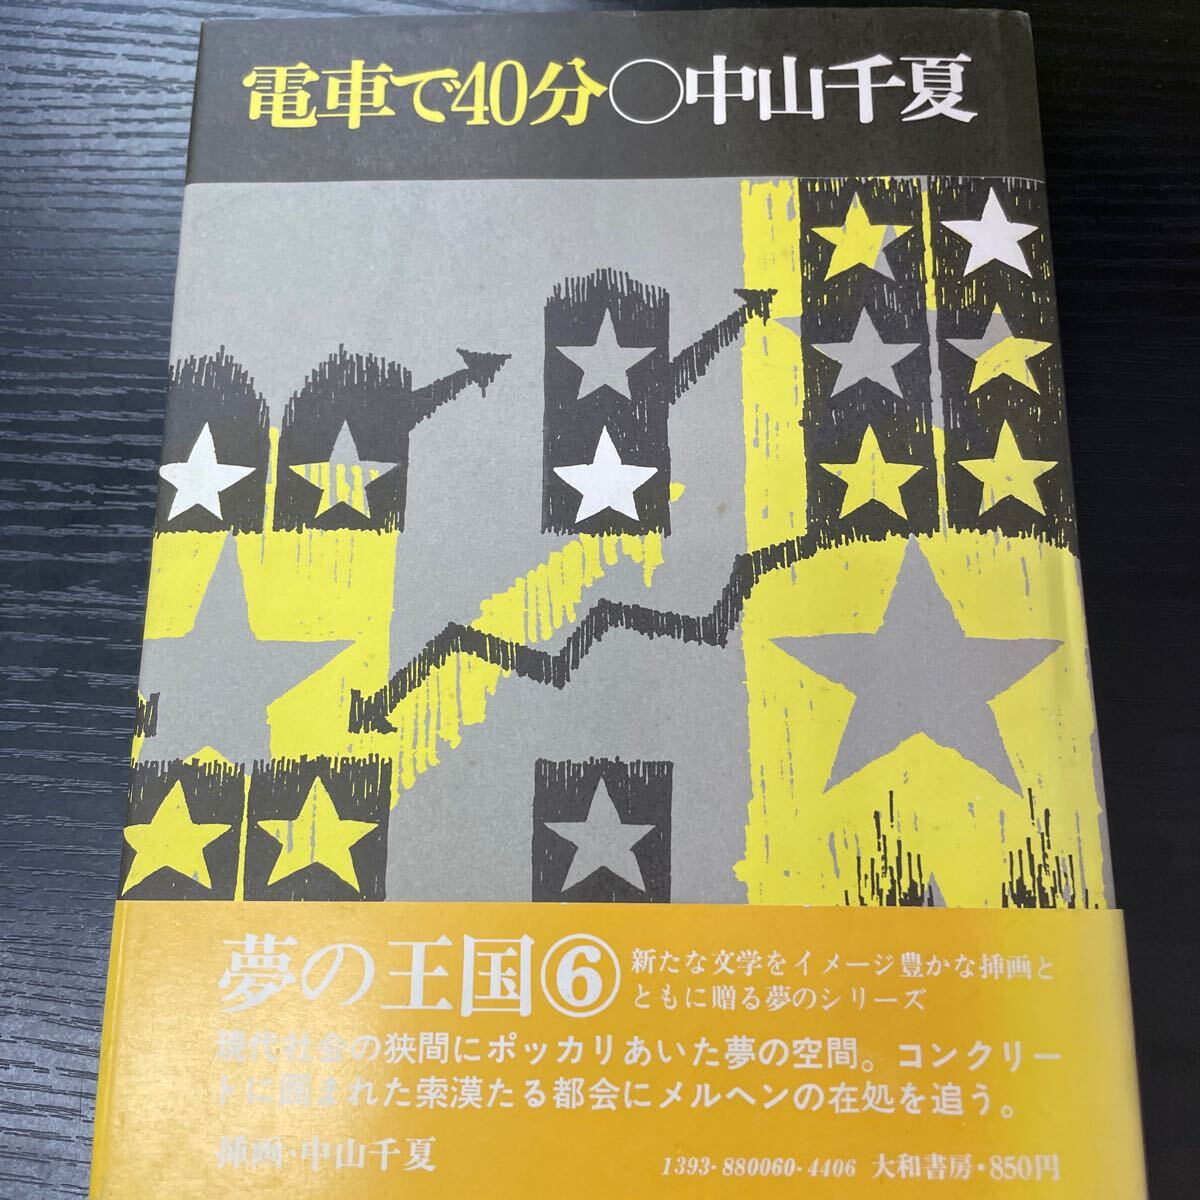 電車で40分○中山千夏
夢の王国⑥
新たな文学をイメージ豊かな挿画と
ともに贈る夢のシリーズ
現代社会の狭間にポッカリあいた夢の空間。コンクリー
トに囲まれた索漠たる都会にメルヘンの在処を追う。
挿画・中山千夏
1393-880060-4406 大和書房・850円